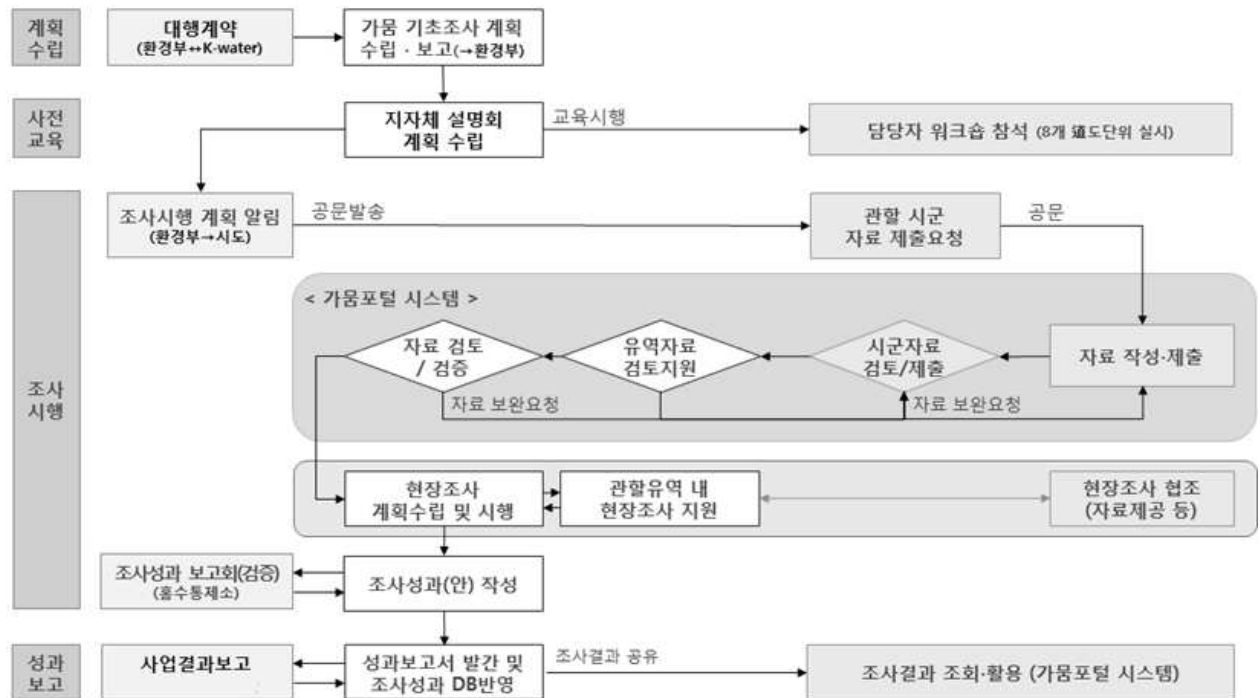 계획
수립
대행계약
(환경부↔K-water)
가뭄 기초조사 계획
수립 · 보고(→환경부)
사전
교육
지자체 설명회
계획 수립
교육시행
담당자 워크숍 참석 (8개 道도단위 실시)
조사
시행
조사시행 계획 알림
(환경부→시도)
공문발송
관할 시군
자료 제출요청
공문
< 가뭄포털 시스템 >
자료 검토
/ 검증
유역자료
검토지원
시군자료
검토/제출
자료 작성·제출
자료 보완요청
자료 보완요청
현장조사
계획수립 및 시행
관할유역 내
현장조사 지원
현장조사 협조
(자료제공 등)
조사성과 보고회(검증)
(홍수통제소)
조사성과(안) 작성
성과
보고
사업결과보고
성과보고서 발간 및
조사성과 DB반영
조사결과 공유
조사결과 조회·활용 (가뭄포털 시스템)